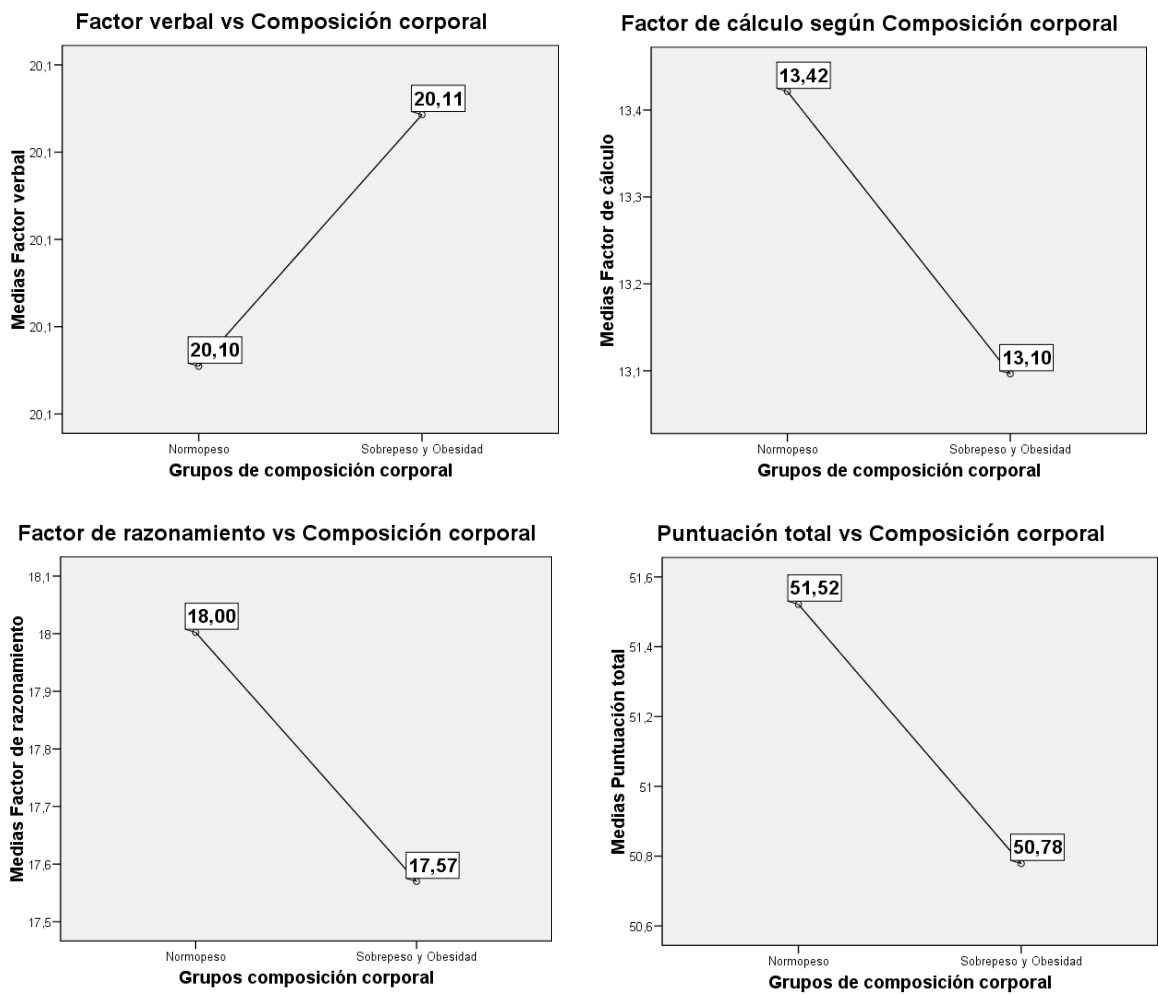 Factor verbal vs Composición corporal
20,1
20,1
20,1
20,1
20,1
Medias Factor verbal
20,10
20,11
Normopeso
Sobrepeso y Obesidad
Grupos de composición corporal
Factor de cálculo según Composición corporal
13,4
13,3
13,2
13,1
Medias Factor de cálculo
13,42
13,10
Normopeso
Sobrepeso y Obesidad
Grupos de composición corporal
Factor de razonamiento vs Composición corporal
18,1
18
17,9
17,8
17,7
17,6
17,5
Medias Factor de razonamiento
18,00
17,57
Normopeso
Sobrepeso y Obesidad
Grupos composición corporal
Puntuación total vs Composición corporal
51,6
51,4
51,2
51
50,8
50,6
Medias Puntuación total
51,52
50,78
Normopeso
Sobrepeso y Obesidad
Grupos de composición corporal